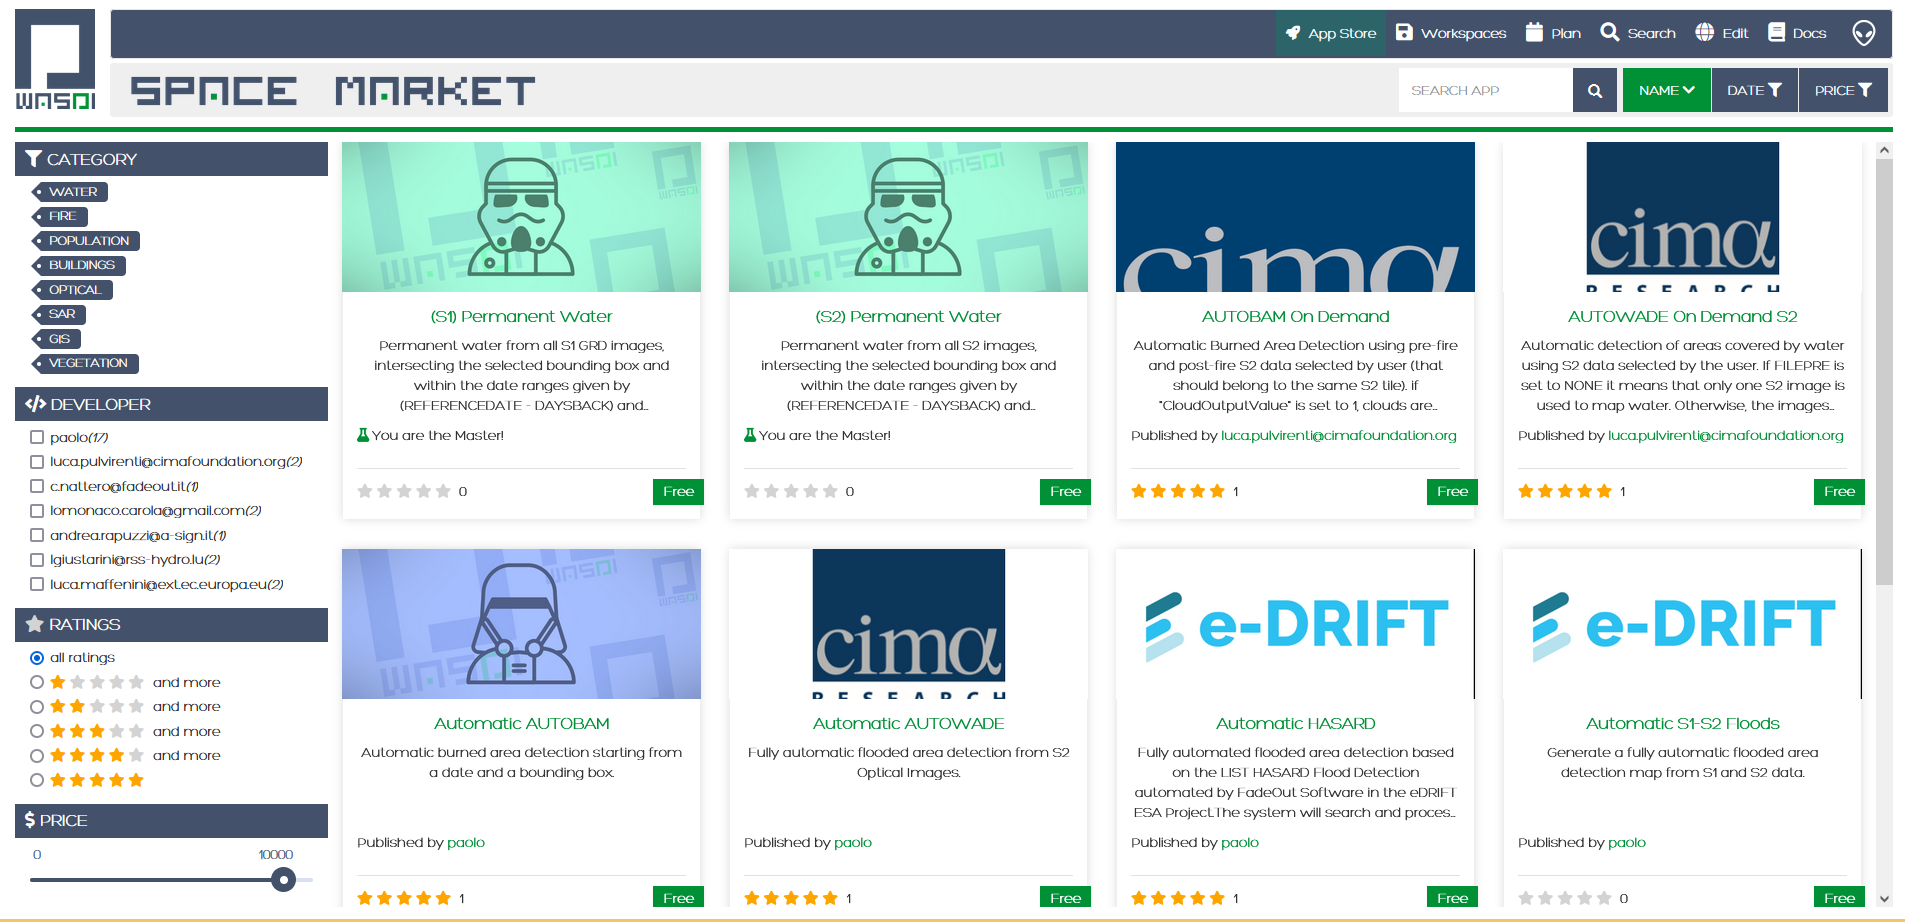 App Store
Workspaces
Plan
Search
Edit
Docs
WASDI
SPACE MARKET
SEARCH APP
NAME
DATE
PRICE
CATEGORY
WATER
FIRE
POPULATION
BUILDINGS
OPTICAL
SAR
GIS
VEGETATION
DEVELOPER
paolo(17)
luca.pulvirenti@cimafoundation.org(2)
c.nattero@fadeout.it(1)
lomonaco.carola@gmail.com(2)
andrea.rapuzzi@a-sign.it(1)
lgiustarini@rss-hydro.lu(2)
luca.maffenini@ext.ec.europa.eu(2)
RATINGS
all ratings
and more
and more
and more
and more
PRICE
0 10000
WASDI
WASDI
WASDI
(S1) Permanent Water
Permanent water from all S1 GRD images,
intersecting the selected bounding box and
within the date ranges given by
(REFERENCEDATE - DAYSBACK) and...
You are the Master!
0
Free
WASDI
WASDI
WASDI
(S2) Permanent Water
Permanent water from all S2 images,
intersecting the selected bounding box and
within the date ranges given by
(REFERENCEDATE - DAYSBACK) and...
You are the Master!
0
Free
cima
AUTOBAM On Demand
Automatic Burned Area Detection using pre-fire
and post-fire S2 data selected by user (that
should belong to the same S2 tile). if
"CloudOutputValue" is set to 1, clouds are...
Published by luca.pulvirenti@cimafoundation.org
1
Free
cima
RESEARCH
AUTOWADE On Demand S2
Automatic detection of areas covered by water
using S2 data selected by the user. If FILEPRE is
set to NONE it means that only one S2 image is
used to map water. Otherwise, the images...
Published by luca.pulvirenti@cimafoundation.org
1
Free
WASDI
WASDI
WASDI
Automatic AUTOBAM
Automatic burned area detection starting from
a date and a bounding box.
Published by paolo
1
Free
cima
RESEARCH
Automatic AUTOWADE
Fully automatic flooded area detection from S2
Optical Images.
Published by paolo
1
Free
e-DRIFT
Automatic HASARD
Fully automated flooded area detection based
on the LIST HASARD Flood Detection
automated by FadeOut Software in the eDRIFT
ESA Project.The system will search and proces...
Published by paolo
1
Free
e-DRIFT
Automatic S1-S2 Floods
Generate a fully automatic flooded area
detection map from S1 and S2 data.
Published by paolo
0
Free